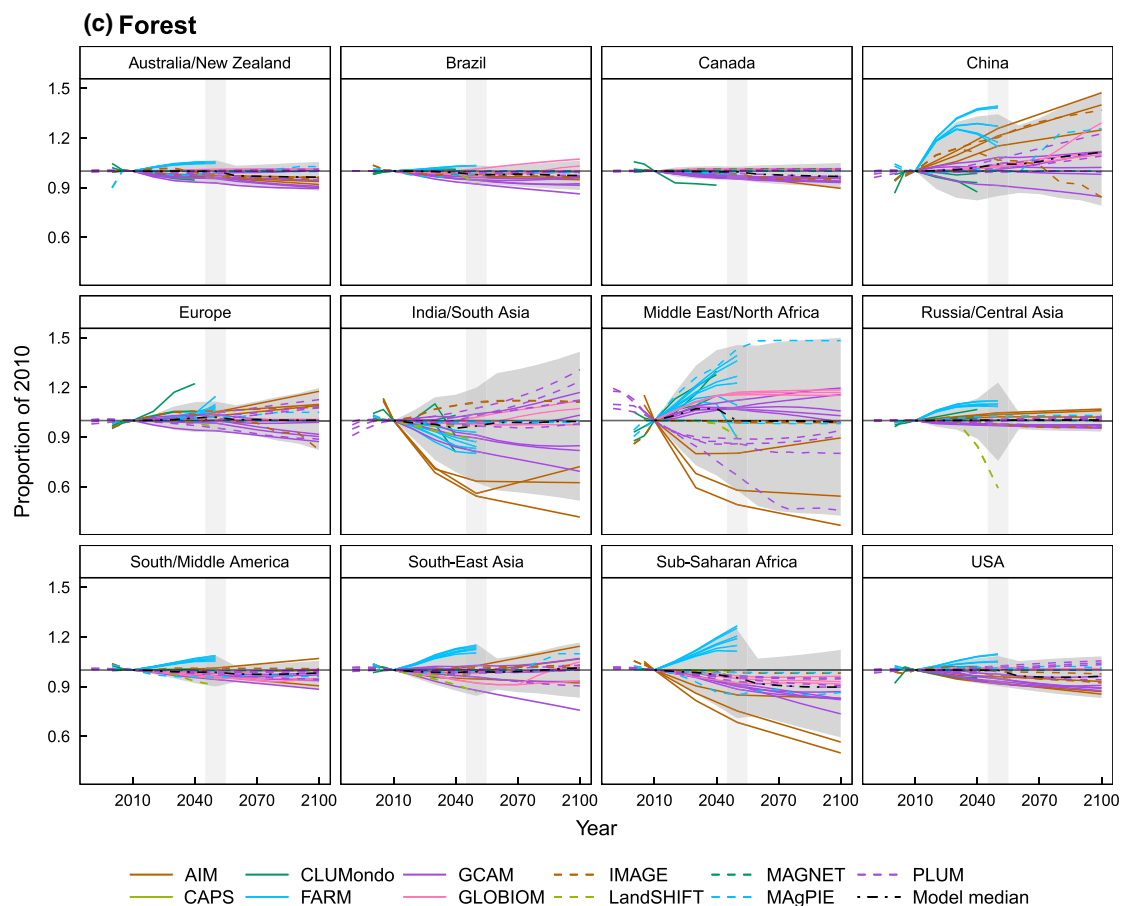 (c) Forest
Australia/New Zealand
Brazil
Canada
China
1.5
1.2
0.9
0.6
Europe
India/South Asia
Middle East/North Africa
Russia/Central Asia
1.5
1.2
0.9
0.6
South/Middle America
South-East Asia
Sub-Saharan Africa
USA
1.5
1.2
0.9
0.6
Proportion of 2010
2010 2040 2070 2100
2010 2040 2070 2100
2010 2040 2070 2100
2010 2040 2070 2100
Year
AIM CLUMondo GCAM IMAGE MAGNET PLUM
CAPS FARM GLOBIOM LandSHIFT MAgPIE Model median